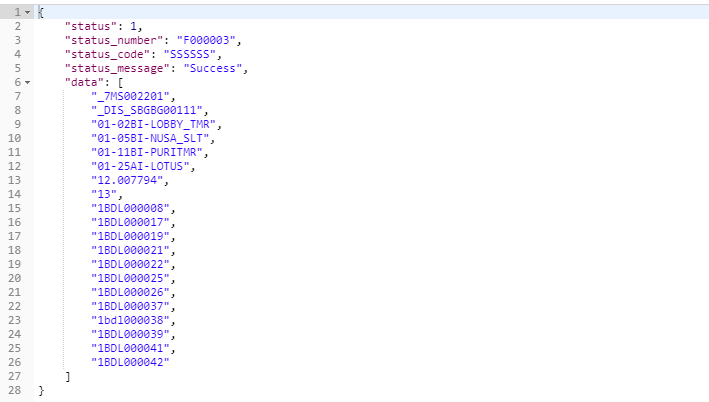 1 {
2 "status": 1,
3 "status_number": "F000003",
4 "status_code": "SSSSSS",
5 "status_message": "Success",
6 "data": [
7 "_7MS002201",
8 "_DIS_SBGBG00111",
9 "01-02BI-LOBBY_TMR",
10 "01-05BI-NUSA_SLT",
11 "01-11BI-PURITMR",
12 "01-25AI-LOTUS",
13 "12.007794",
14 "13",
15 "1BDL000008",
16 "1BDL000017",
17 "1BDL000019",
18 "1BDL000021",
19 "1BDL000022",
20 "1BDL000025",
21 "1BDL000026",
22 "1BDL000037",
23 "1bdl000038",
24 "1BDL000039",
25 "1BDL000041",
26 "1BDL000042"
27 ]
28 }